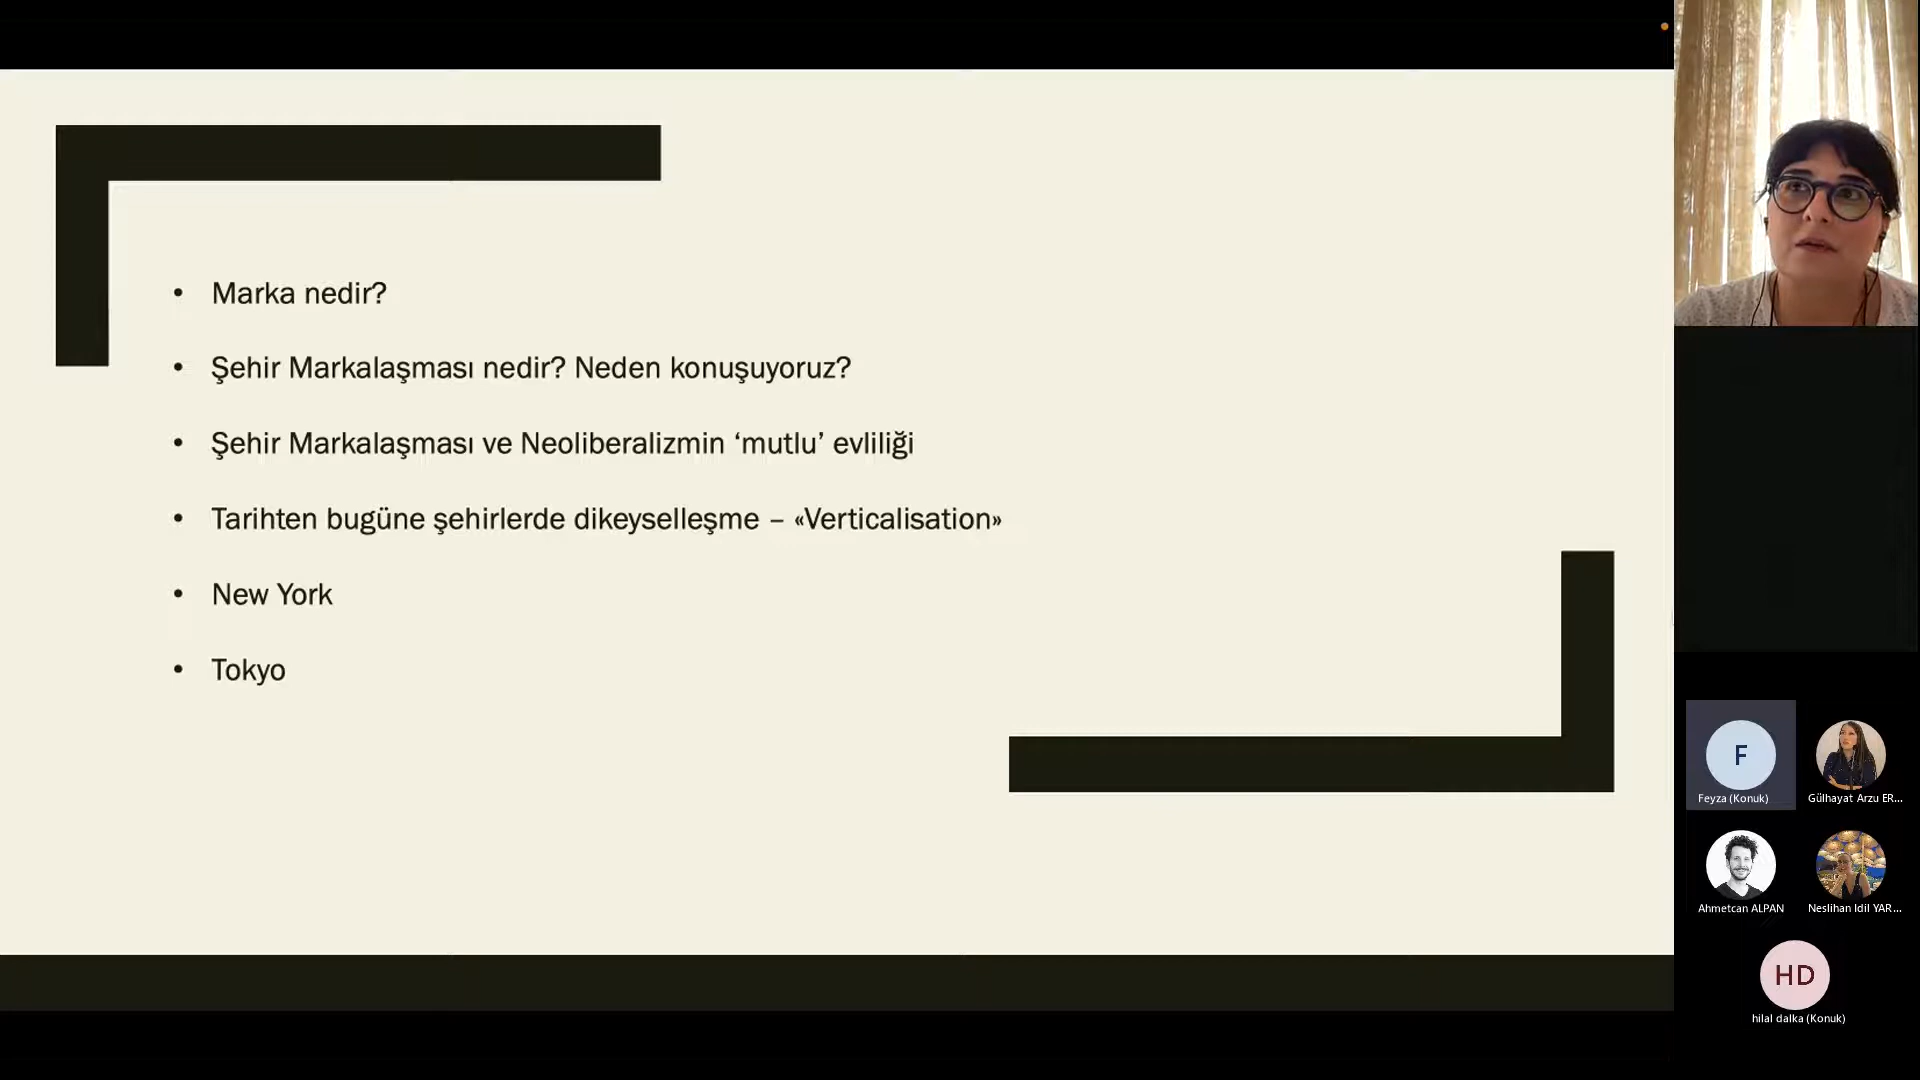 • Marka nedir?
• Şehir Markalaşması nedir? Neden konuşuyoruz?
• Şehir Markalaşması ve Neoliberalizmin ‘mutlu’ evliliği
• Tarihten bugüne şehirlerde dikeyselleşme – «Verticalisation»
• New York
• Tokyo
F
Feyza (Konuk)
Gülhayat Arzu ER...
Ahmetcan ALPAN
Neslihan Idil YAR...
HD
hilal dalka (Konuk)